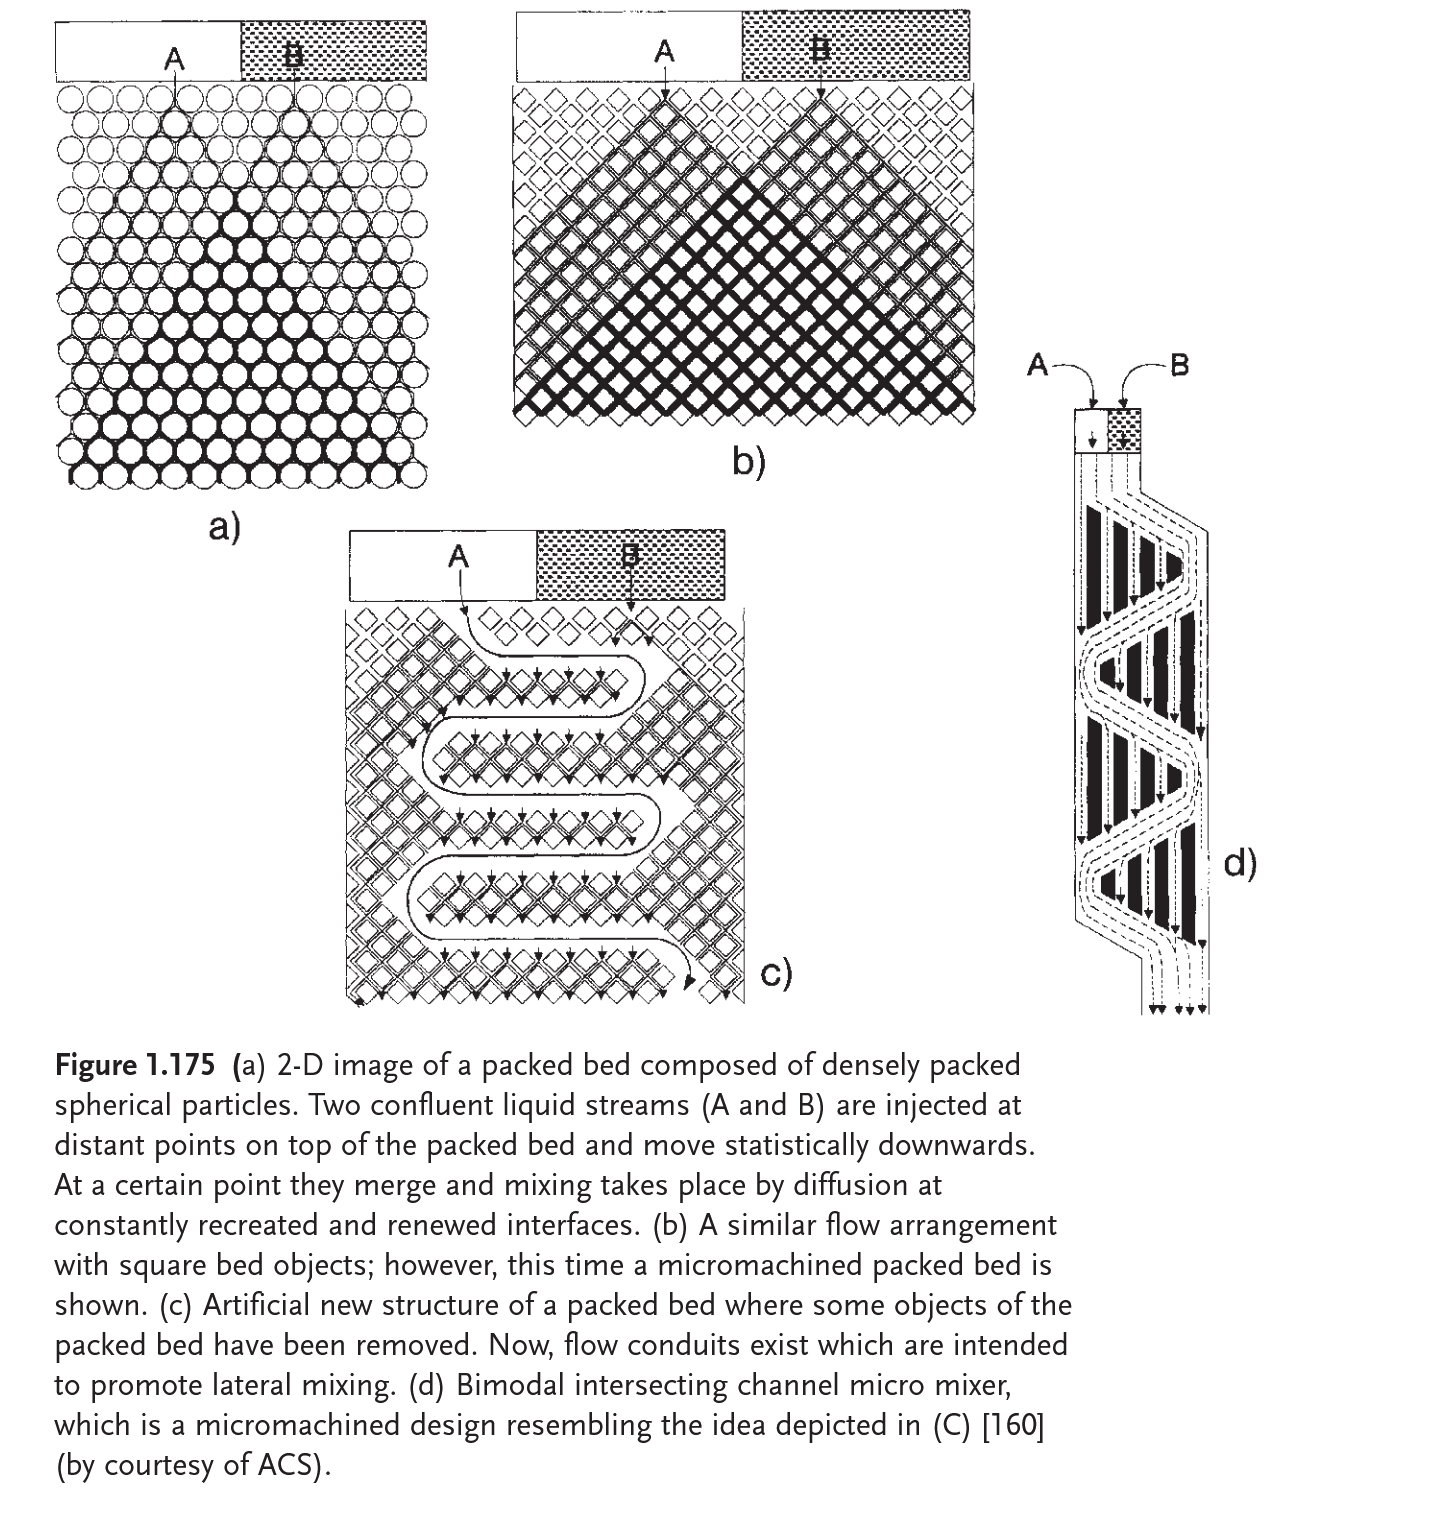 A
B
A
B
a)
b)
A
B
A
B
c)
d)
Figure 1.175 (a) 2-D image of a packed bed composed of densely packed
spherical particles. Two confluent liquid streams (A and B) are injected at
distant points on top of the packed bed and move statistically downwards.
At a certain point they merge and mixing takes place by diffusion at
constantly recreated and renewed interfaces. (b) A similar flow arrangement
with square bed objects; however, this time a micromachined packed bed is
shown. (c) Artificial new structure of a packed bed where some objects of the
packed bed have been removed. Now, flow conduits exist which are intended
to promote lateral mixing. (d) Bimodal intersecting channel micro mixer,
which is a micromachined design resembling the idea depicted in (C) [160]
(by courtesy of ACS).